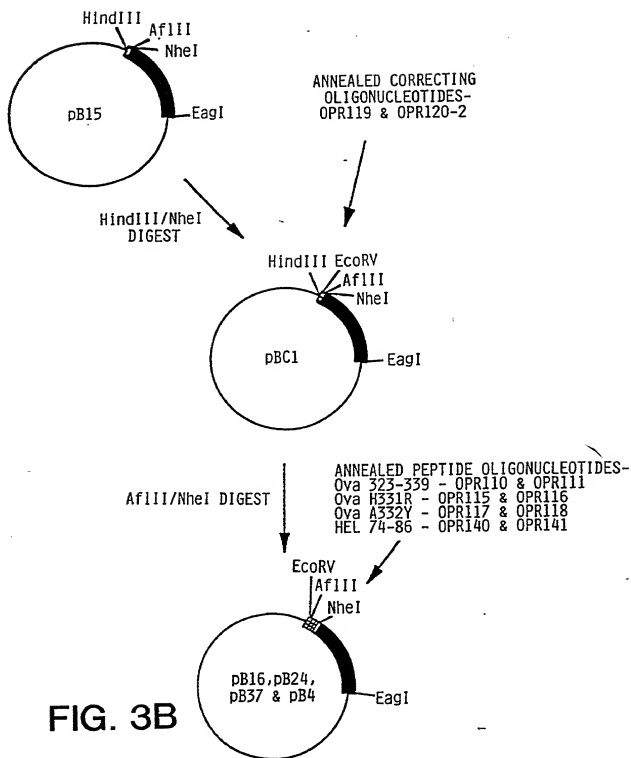 HindIII
AflII
NheI
pB15
EagI
ANNEALED CORRECTING
OLIGONUCLEOTIDES-
OPR119 & OPR120-2
HindIII/NheI
DIGEST
HindIII EcoRV
AflII
NheI
pBC1
EagI
AflII/NheI DIGEST
ANNEALED PEPTIDE OLIGONUCLEOTIDES-
Ova 323-339 - OPR110 & OPR111
Ova H331R - OPR115 & OPR116
Ova A332Y - OPR117 & OPR118
HEL 74-86 - OPR140 & OPR141
EcoRV
AflII
NheI
pB16,pB24,
pB37 & pB4
EagI
FIG. 3B